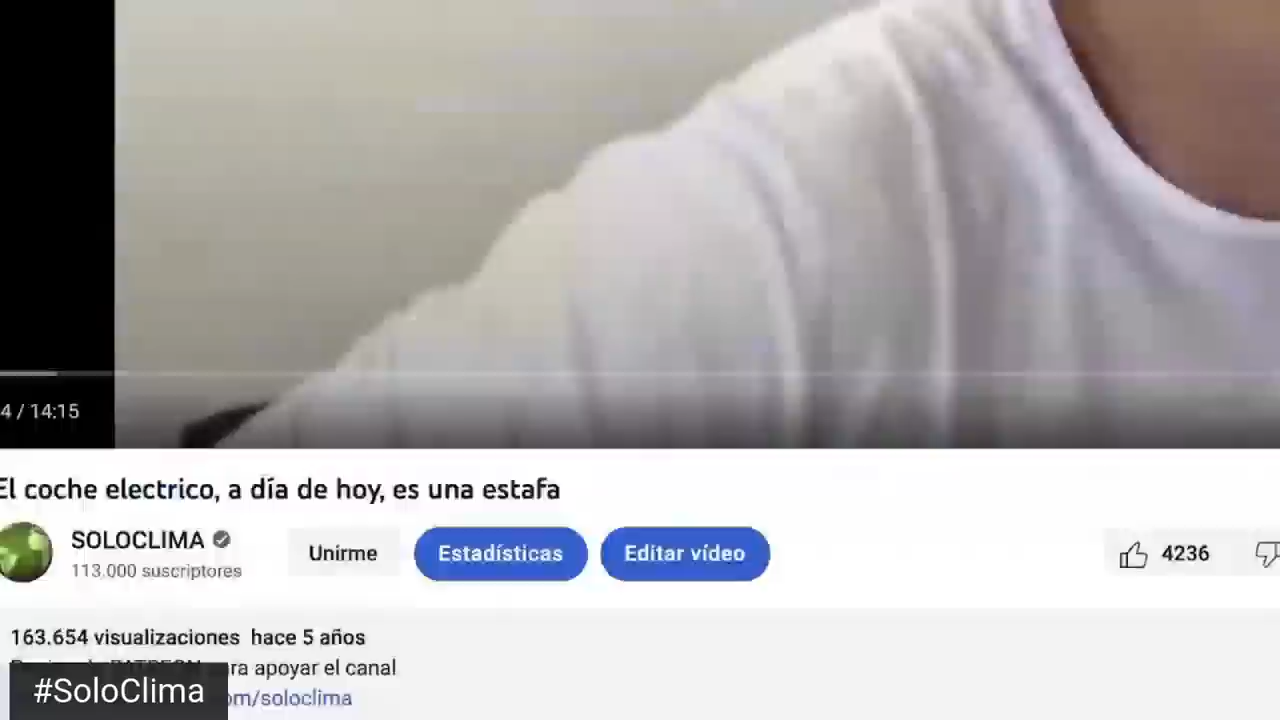 4 / 14:15
El coche electrico, a día de hoy, es una estafa
SOLOCLIMA
113.000 suscriptores
Unirme
Estadísticas
Editar vídeo
4236
163.654 visualizaciones hace 5 años
para apoyar el canal
om/soloclima
#SoloClima